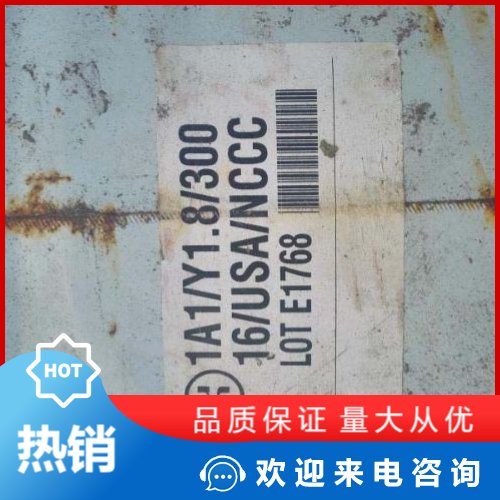 1A1/Y1.8/300
16/USA/NCCC
LOT E1768
HOT
热销
品质保证 量大从优
欢迎来电咨询